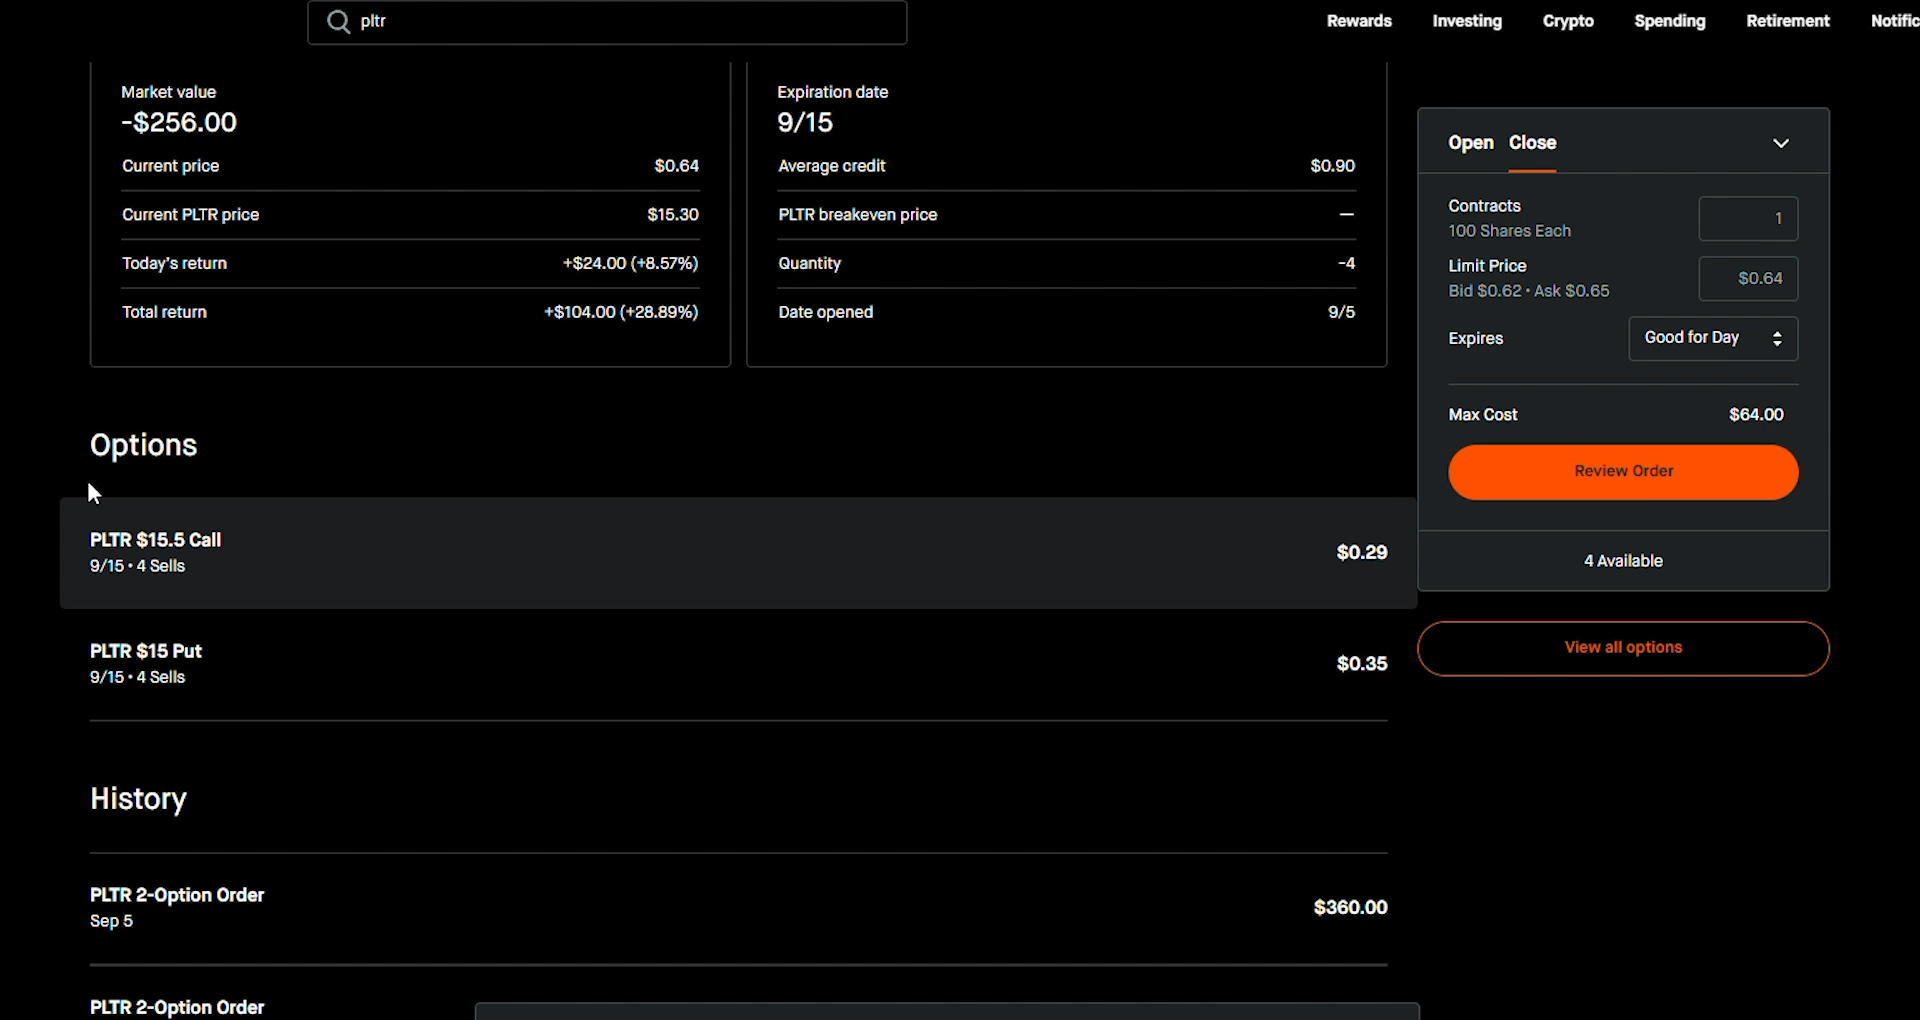 pltr
Rewards Investing Crypto Spending Retirement Notific
Market value
-$256.00
Current price $0.64
Current PLTR price $15.30
Today's return +$24.00 (+8.57%)
Total return +$104.00 (+28.89%)
Expiration date
9/15
Average credit $0.90
PLTR breakeven price —
Quantity -4
Date opened 9/5
Open Close
Contracts 1
100 Shares Each
Limit Price $0.64
Bid $0.62 • Ask $0.65
Expires Good for Day
Max Cost $64.00
Review Order
4 Available
View all options
Options
PLTR $15.5 Call
9/15 • 4 Sells
$0.29
PLTR $15 Put
9/15 • 4 Sells
$0.35
History
PLTR 2-Option Order
Sep 5
$360.00
PLTR 2-Option Order